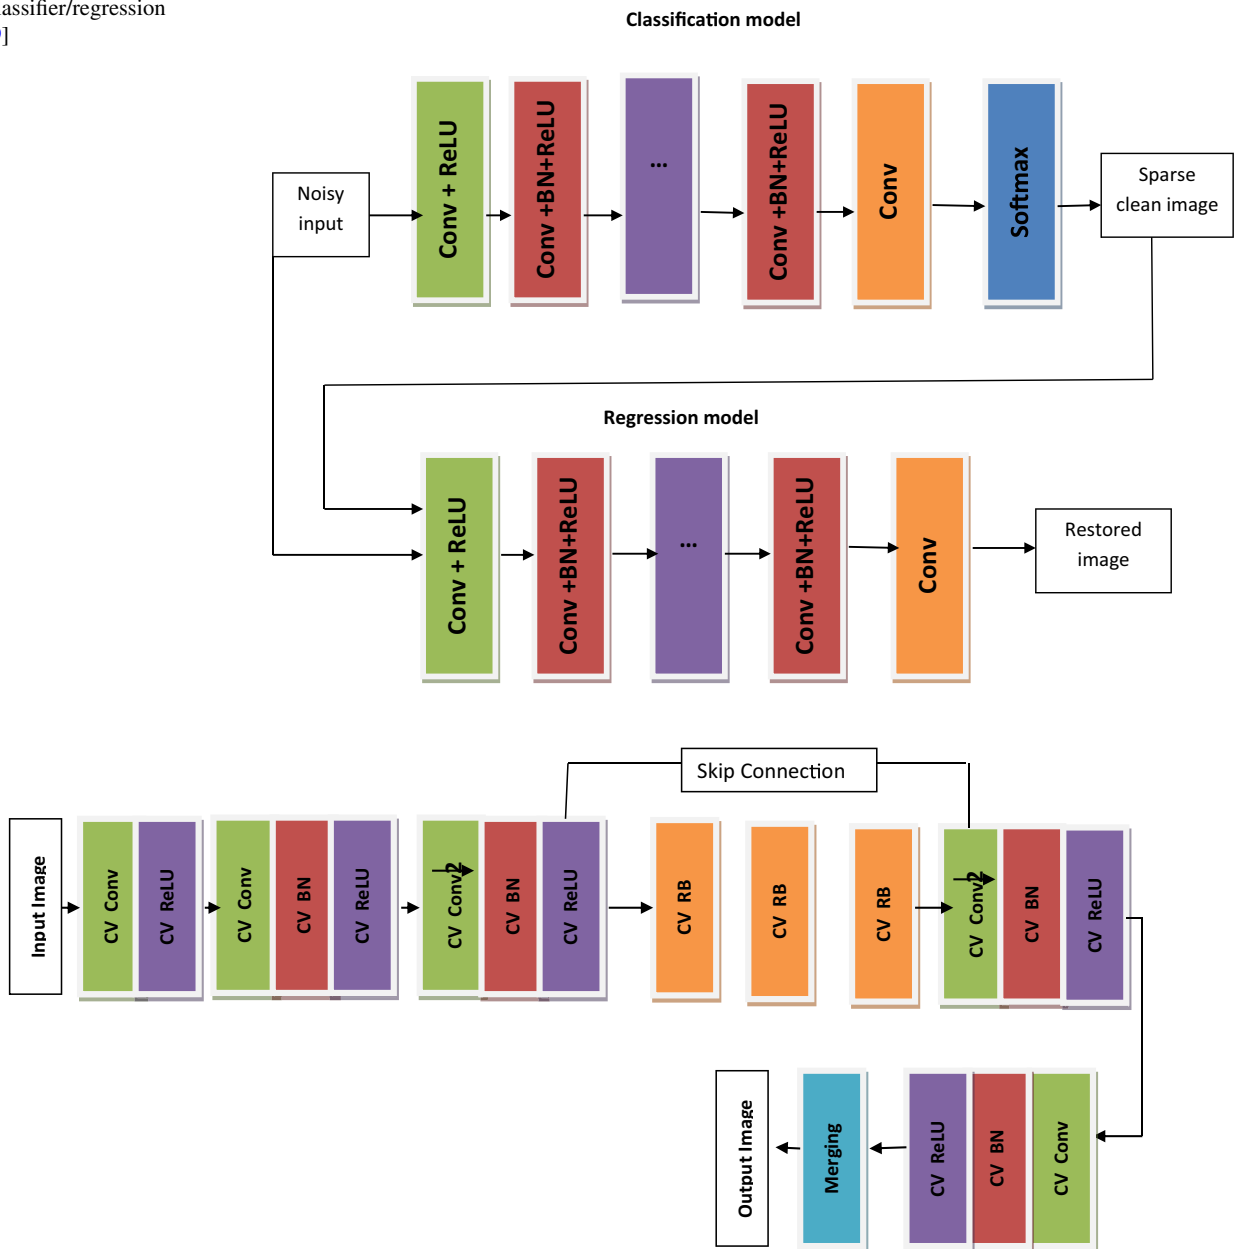 assifier/regression
]
Classification model
Noisy
input
Conv + ReLU
Conv +BN+ReLU
...
Conv +BN+ReLU
Conv
Softmax
Sparse
clean image
Regression model
Conv + ReLU
Conv +BN+ReLU
...
Conv +BN+ReLU
Conv
Restored
image
Skip Connection
Input Image
CV Conv
CV ReLU
CV Conv
CV BN
CV ReLU
CV Conv2
CV BN
CV ReLU
CV RB
CV RB
CV RB
CV Conv2
CV BN
CV ReLU
Output Image
Merging
CV ReLU
CV BN
CV Conv